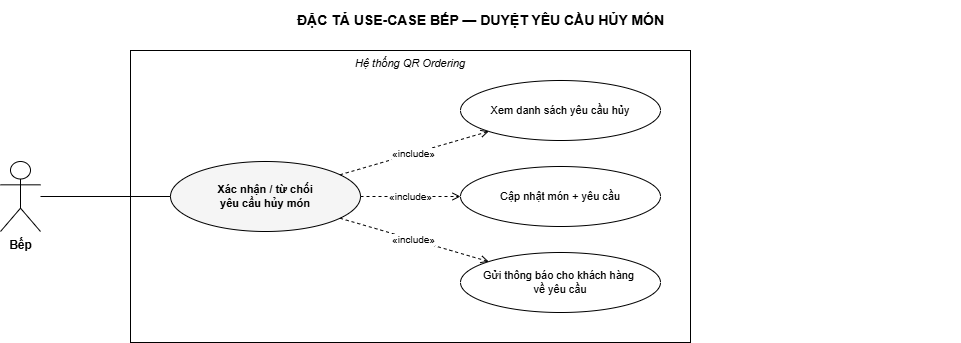 ĐẶC TẢ USE-CASE BẾP — DUYỆT YÊU CẦU HỦY MÓN
Hệ thống QR Ordering
Xem danh sách yêu cầu hủy
«include»
Xác nhận / từ chối
yêu cầu hủy món
«include»
Cập nhật món + yêu cầu
Bếp
«include»
Gửi thông báo cho khách hàng
về yêu cầu